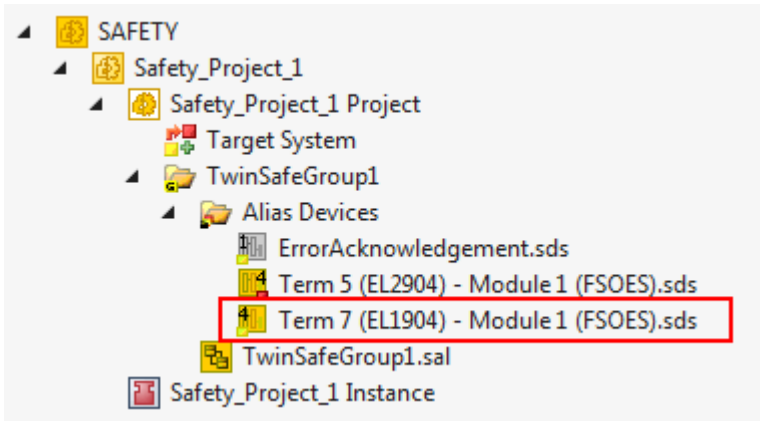 SAFETY
Safety_Project_1
Safety_Project_1 Project
Target System
TwinSafeGroup1
Alias Devices
ErrorAcknowledgement.sds
Term 5 (EL2904) - Module 1 (FSOES).sds
Term 7 (EL1904) - Module 1 (FSOES).sds
TwinSafeGroup1.sal
Safety_Project_1 Instance